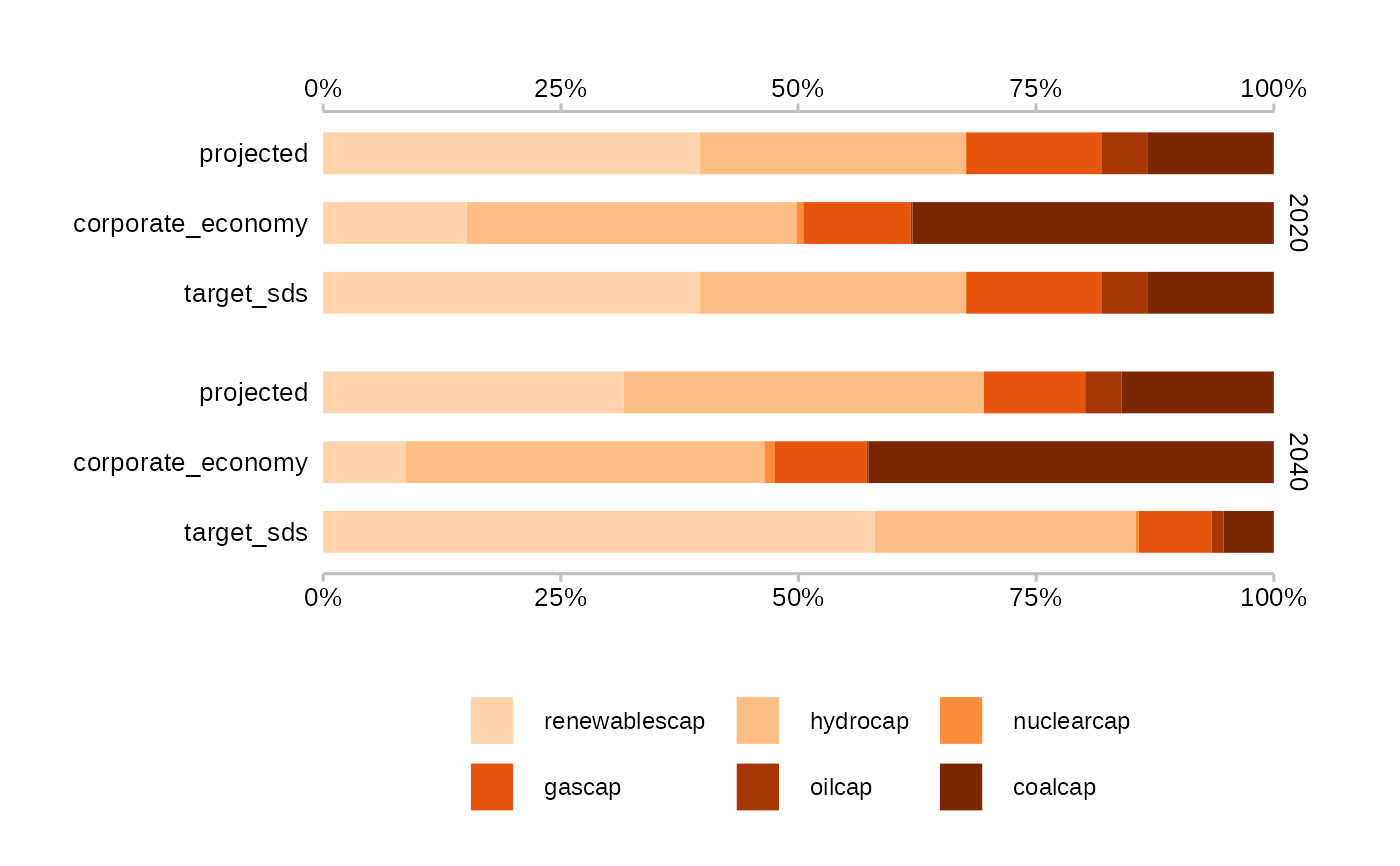 0% 25% 50% 75% 100%
projected
corporate_economy
target_sds
2020
projected
corporate_economy
target_sds
2040
0% 25% 50% 75% 100%
renewablescap hydrocap nuclearcap
gascap oilcap coalcap